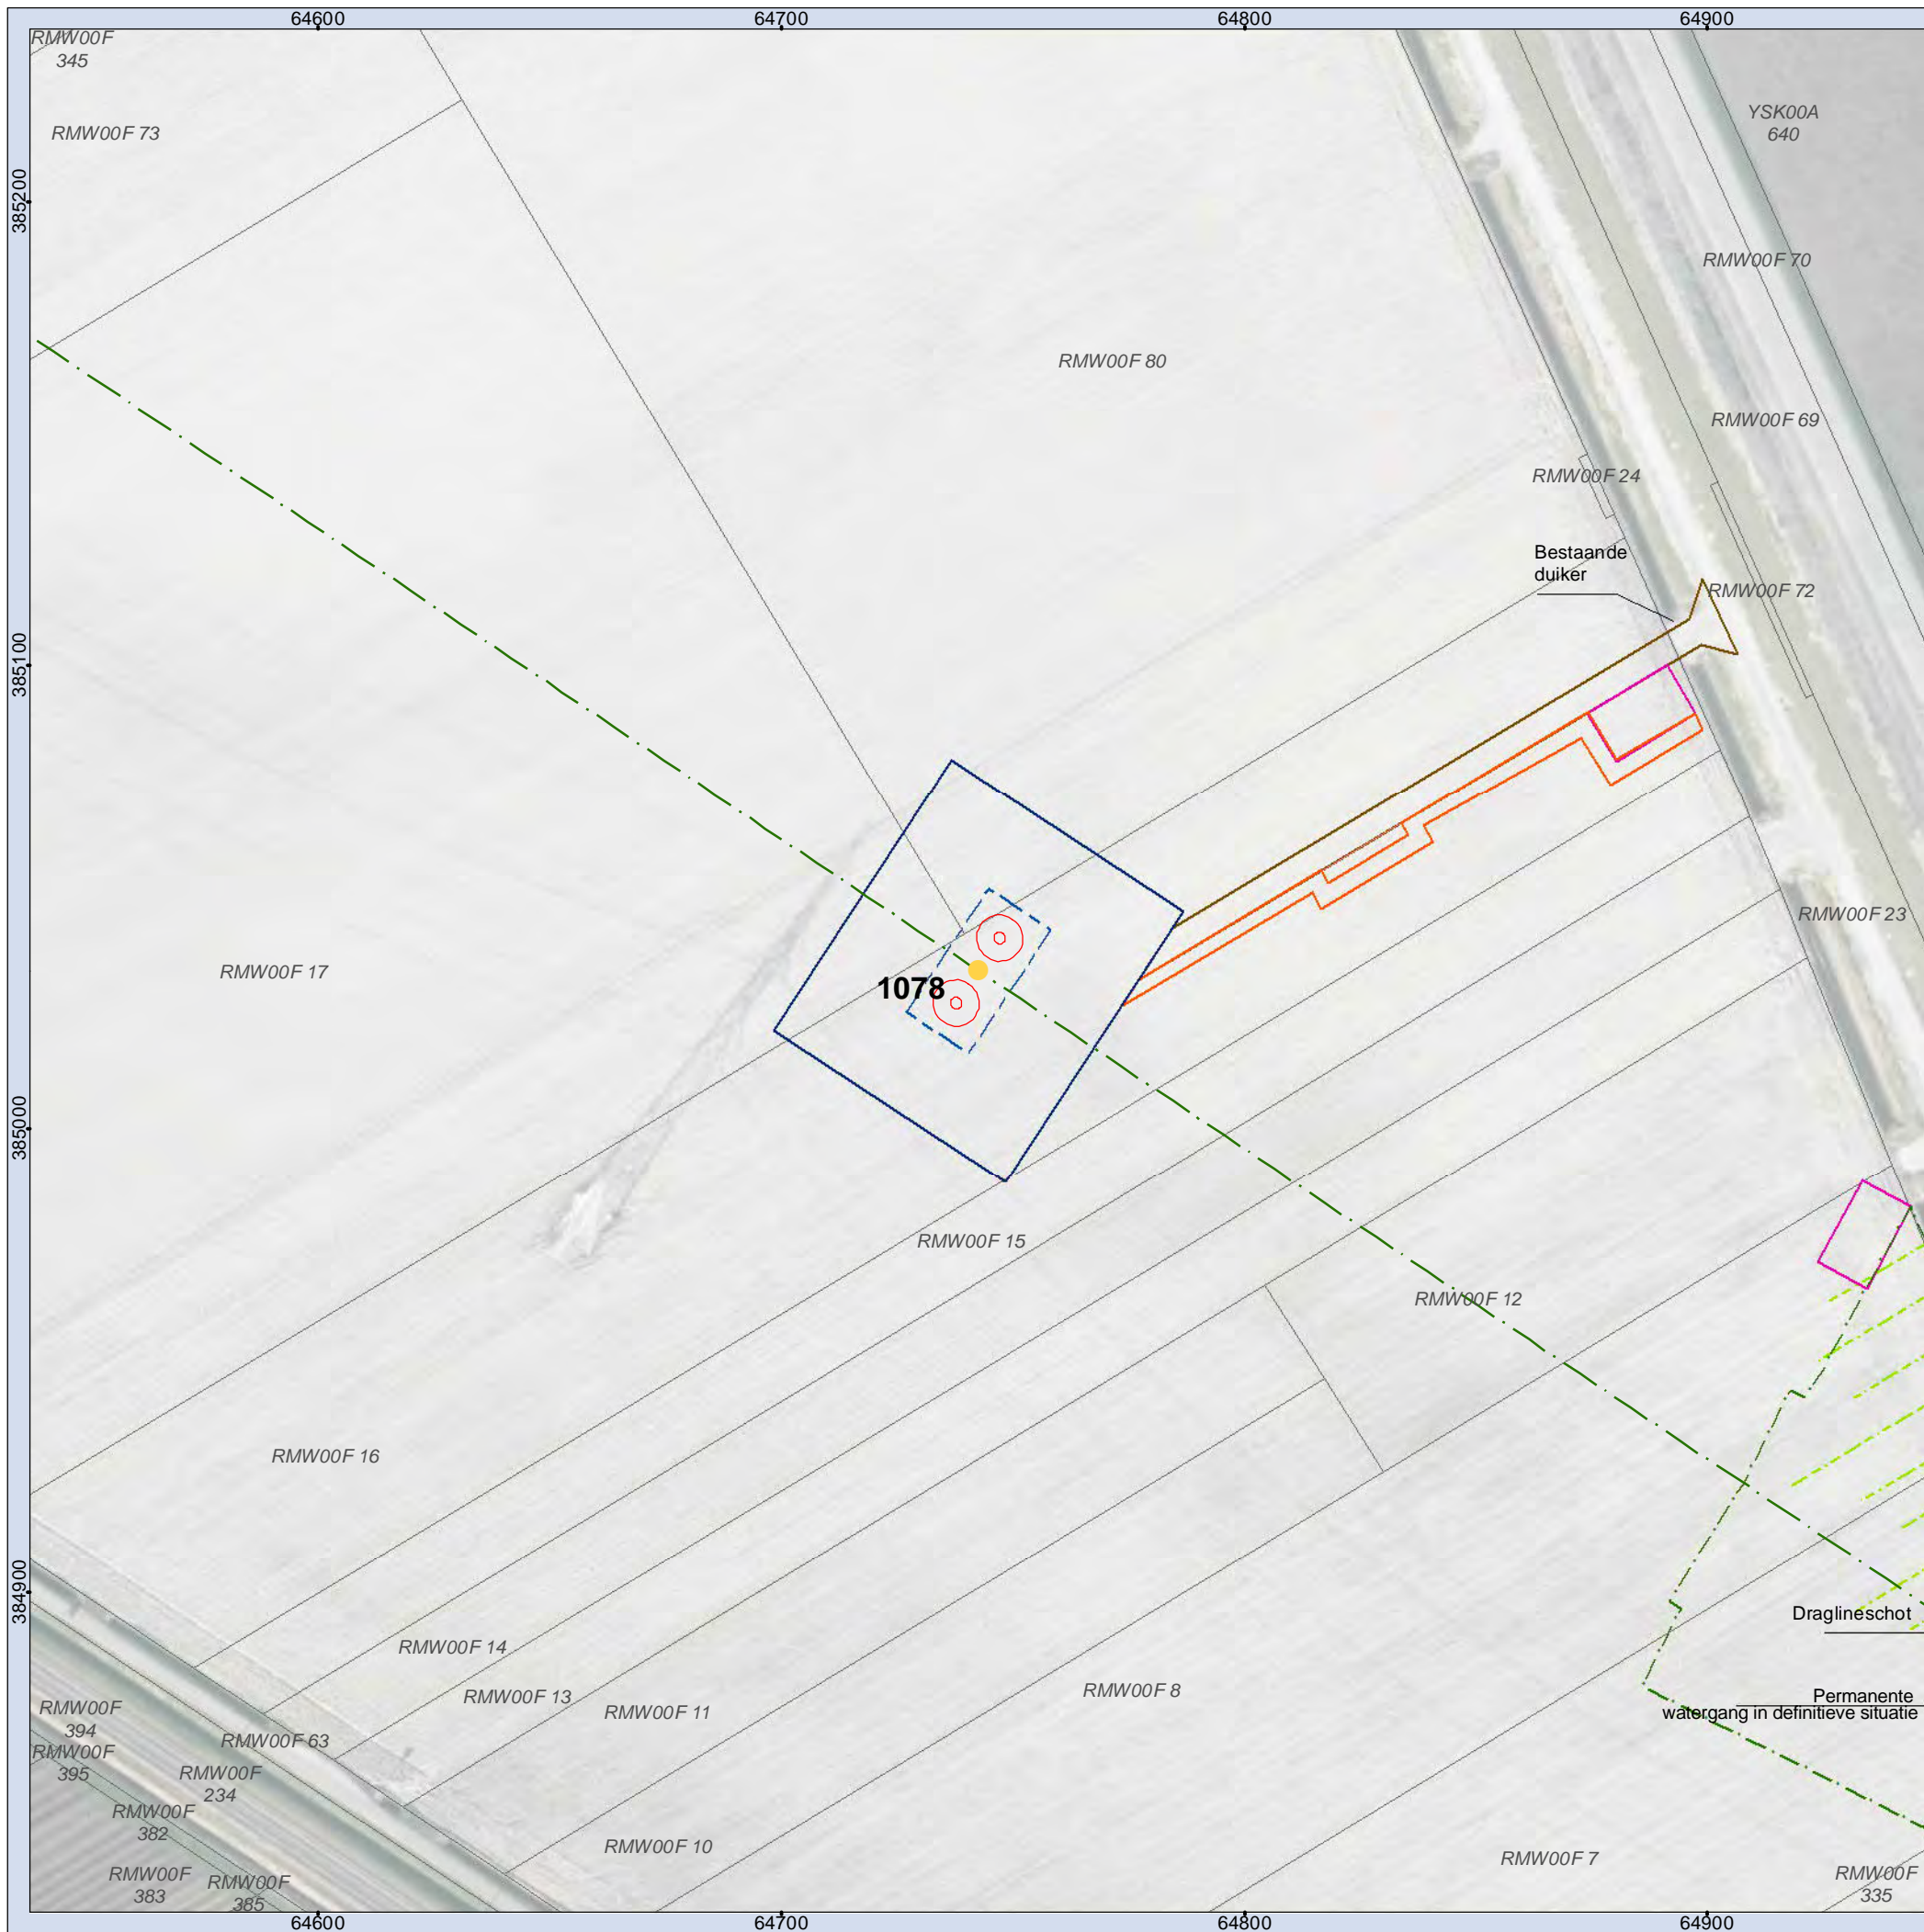 64600
64700
64800
64900
RMW00F
345
RMW00F 73
YSK00A
640
385200
RMW00F 70
RMW00F 80
RMW00F 69
RMW00F 24
Bestaande
duiker
RMW00F 72
385100
RMW00F 23
RMW00F 17
1078
385000
RMW00F 15
RMW00F 12
RMW00F 16
384900
Draglineschot
RMW00F 14
RMW00F 13
RMW00F 11
RMW00F 8
Permanente
watergang in definitieve situatie
RMW00F
394
RMW00F 63
RMW00F
395
RMW00F
234
RMW00F
382
RMW00F 10
RMW00F 7
RMW00F
383
RMW00F
385
RMW00F
335
64600
64700
64800
64900